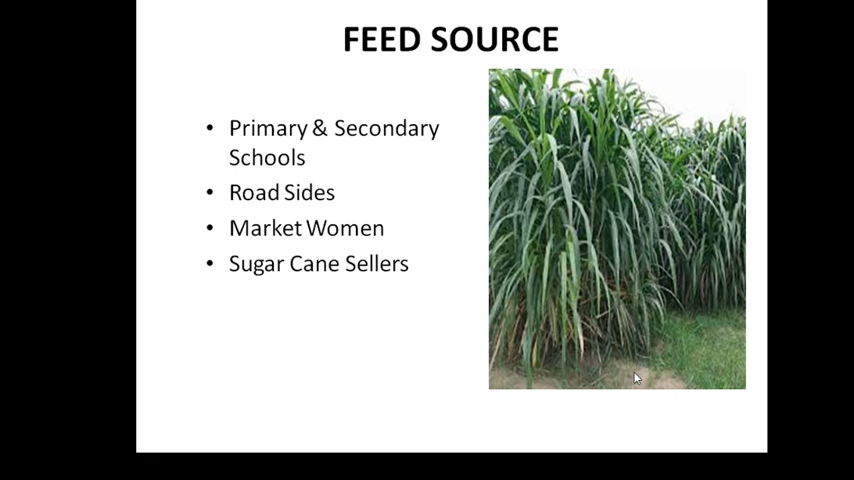 FEED SOURCE
• Primary & Secondary
Schools
• Road Sides
• Market Women
• Sugar Cane Sellers